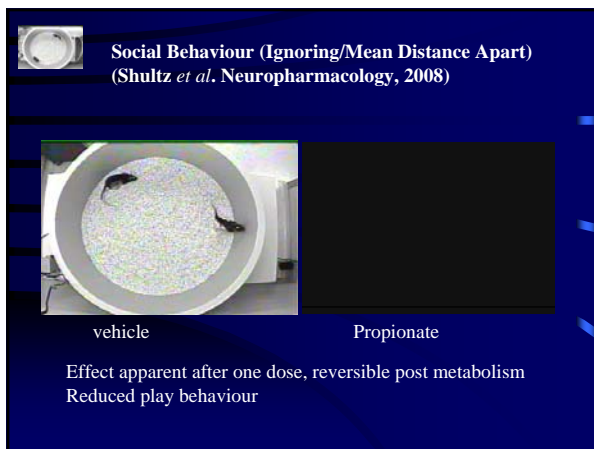 Social Behaviour (Ignoring/Mean Distance Apart)
(Shultz et al. Neuropharmacology, 2008)
vehicle
Propionate
Effect apparent after one dose, reversible post metabolism
Reduced play behaviour